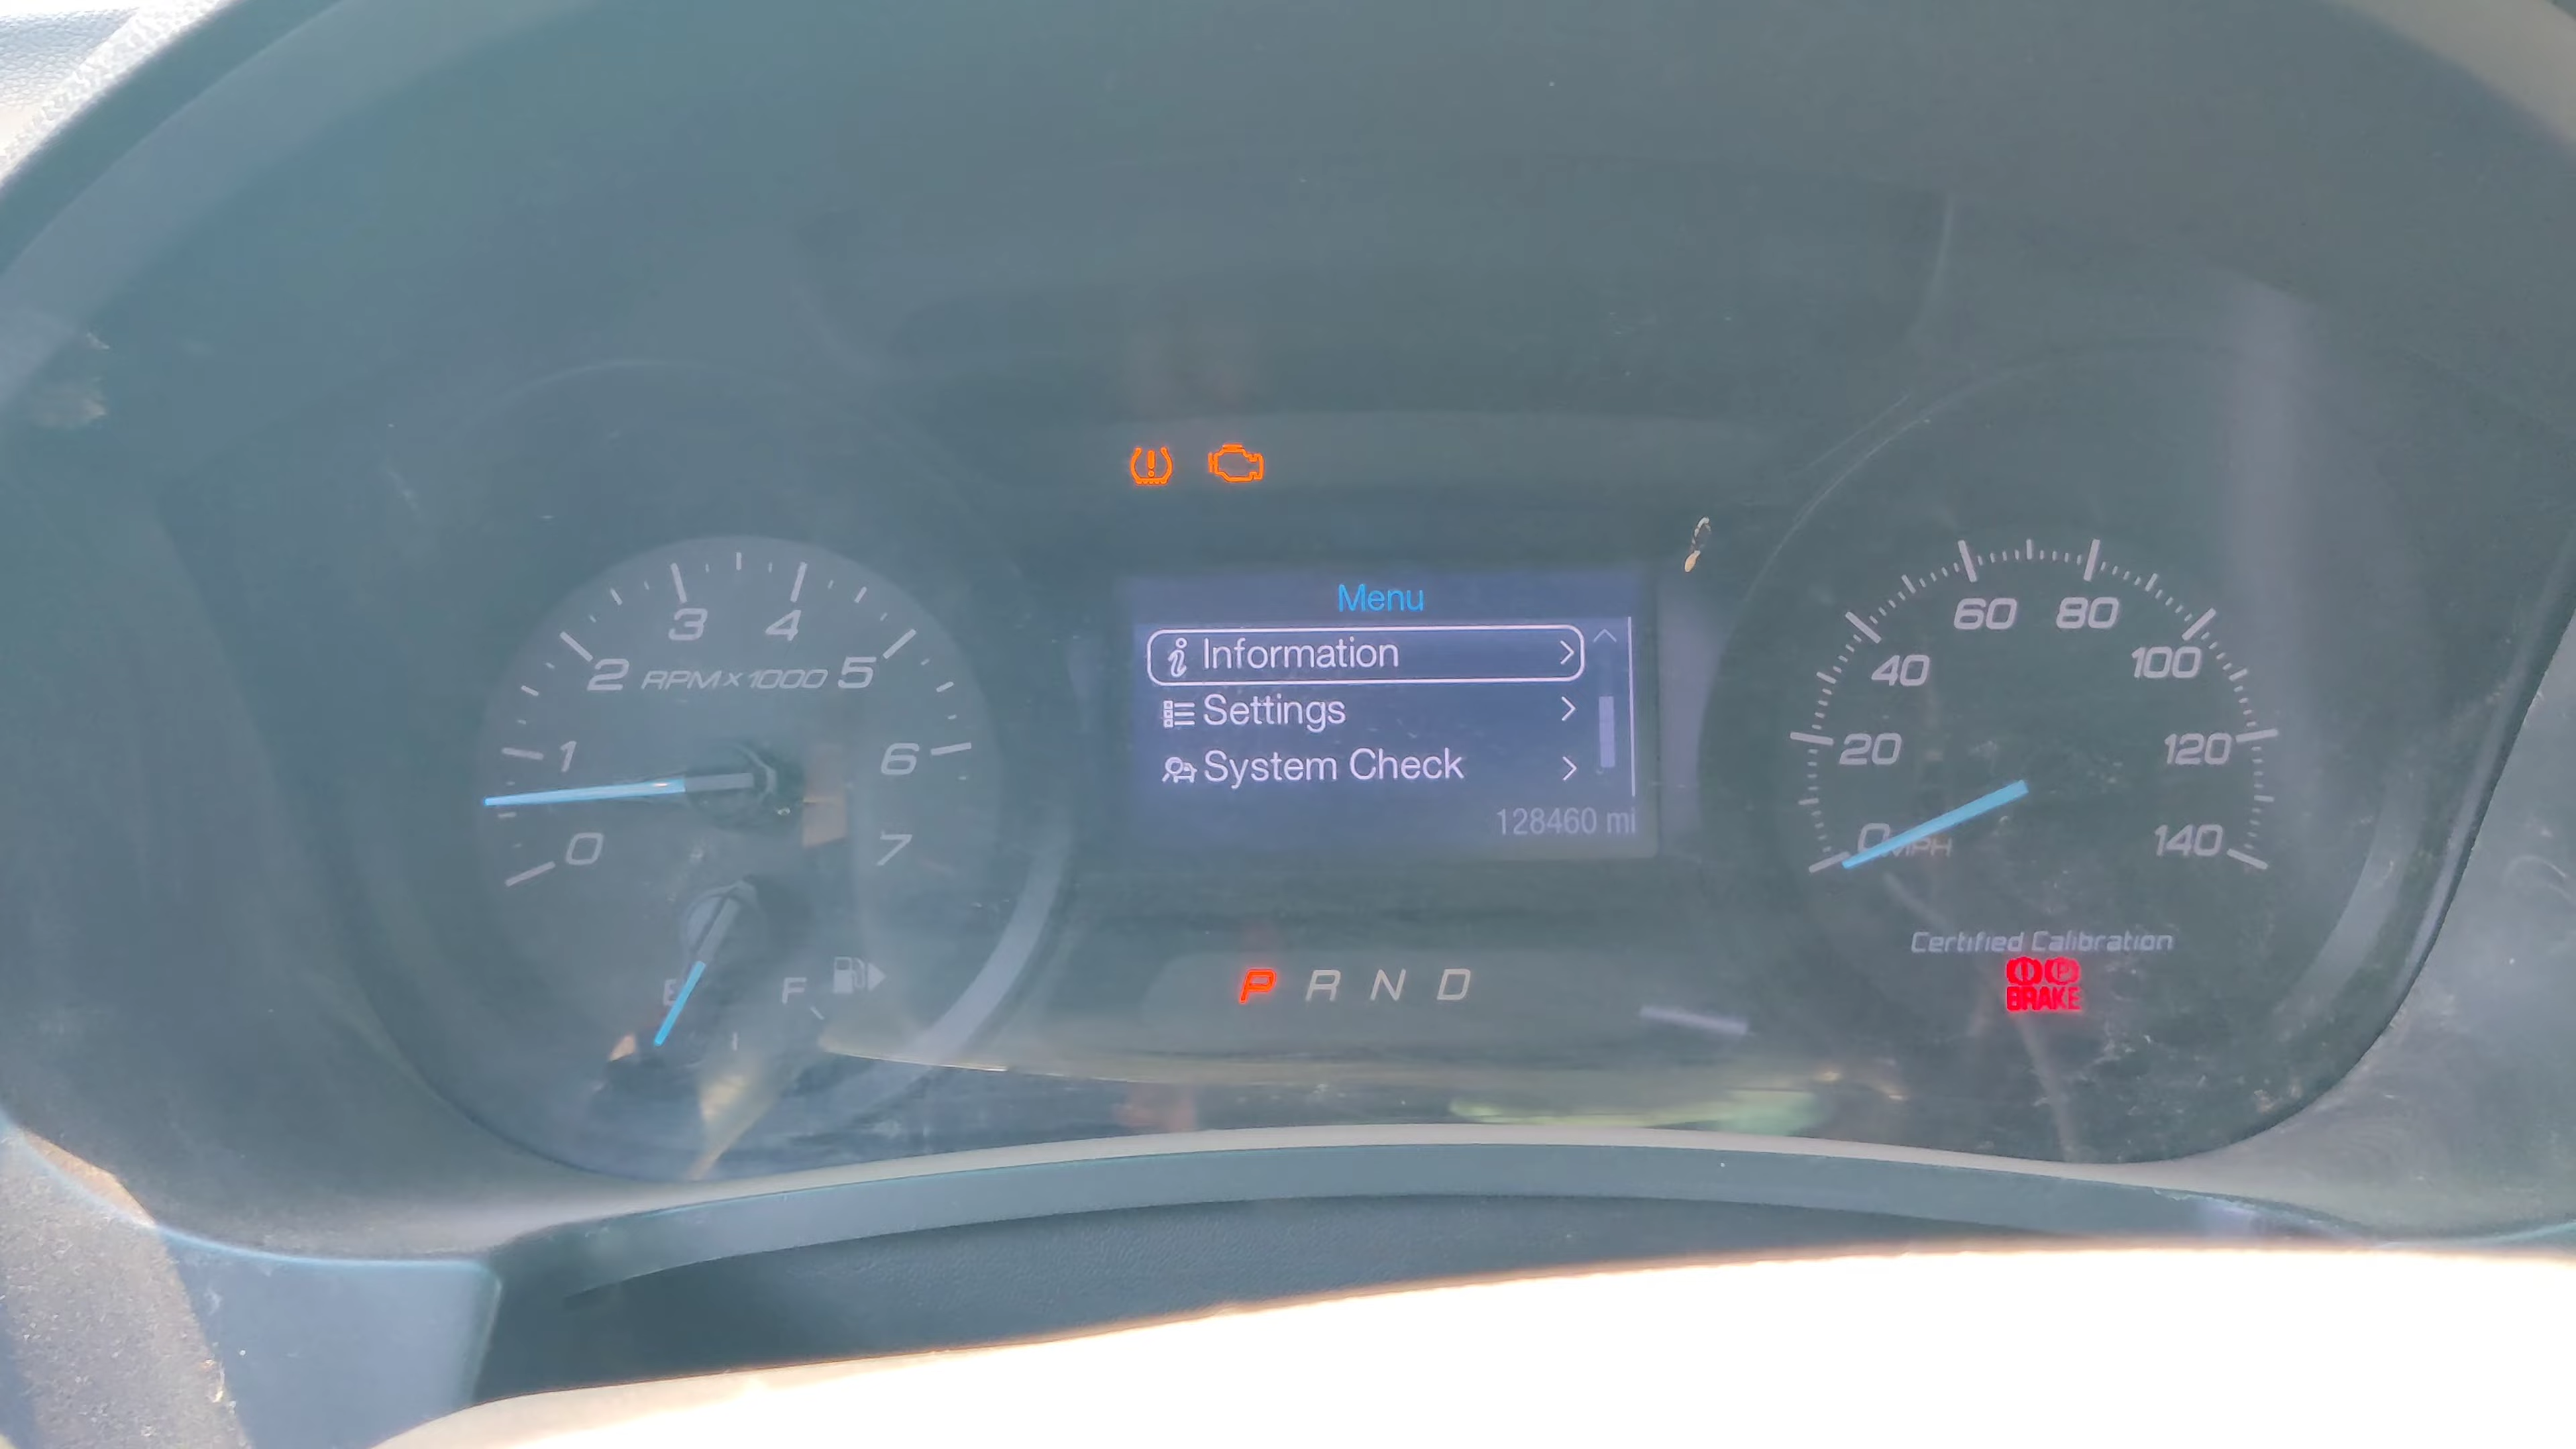 Menu
Information
Settings
System Check
128460 mi
0 1 2 3 4 5 6 7
RPM x 1000
E F
P R N D
0 20 40 60 80 100 120 140
MPH
Certified Calibration
! P
BRAKE